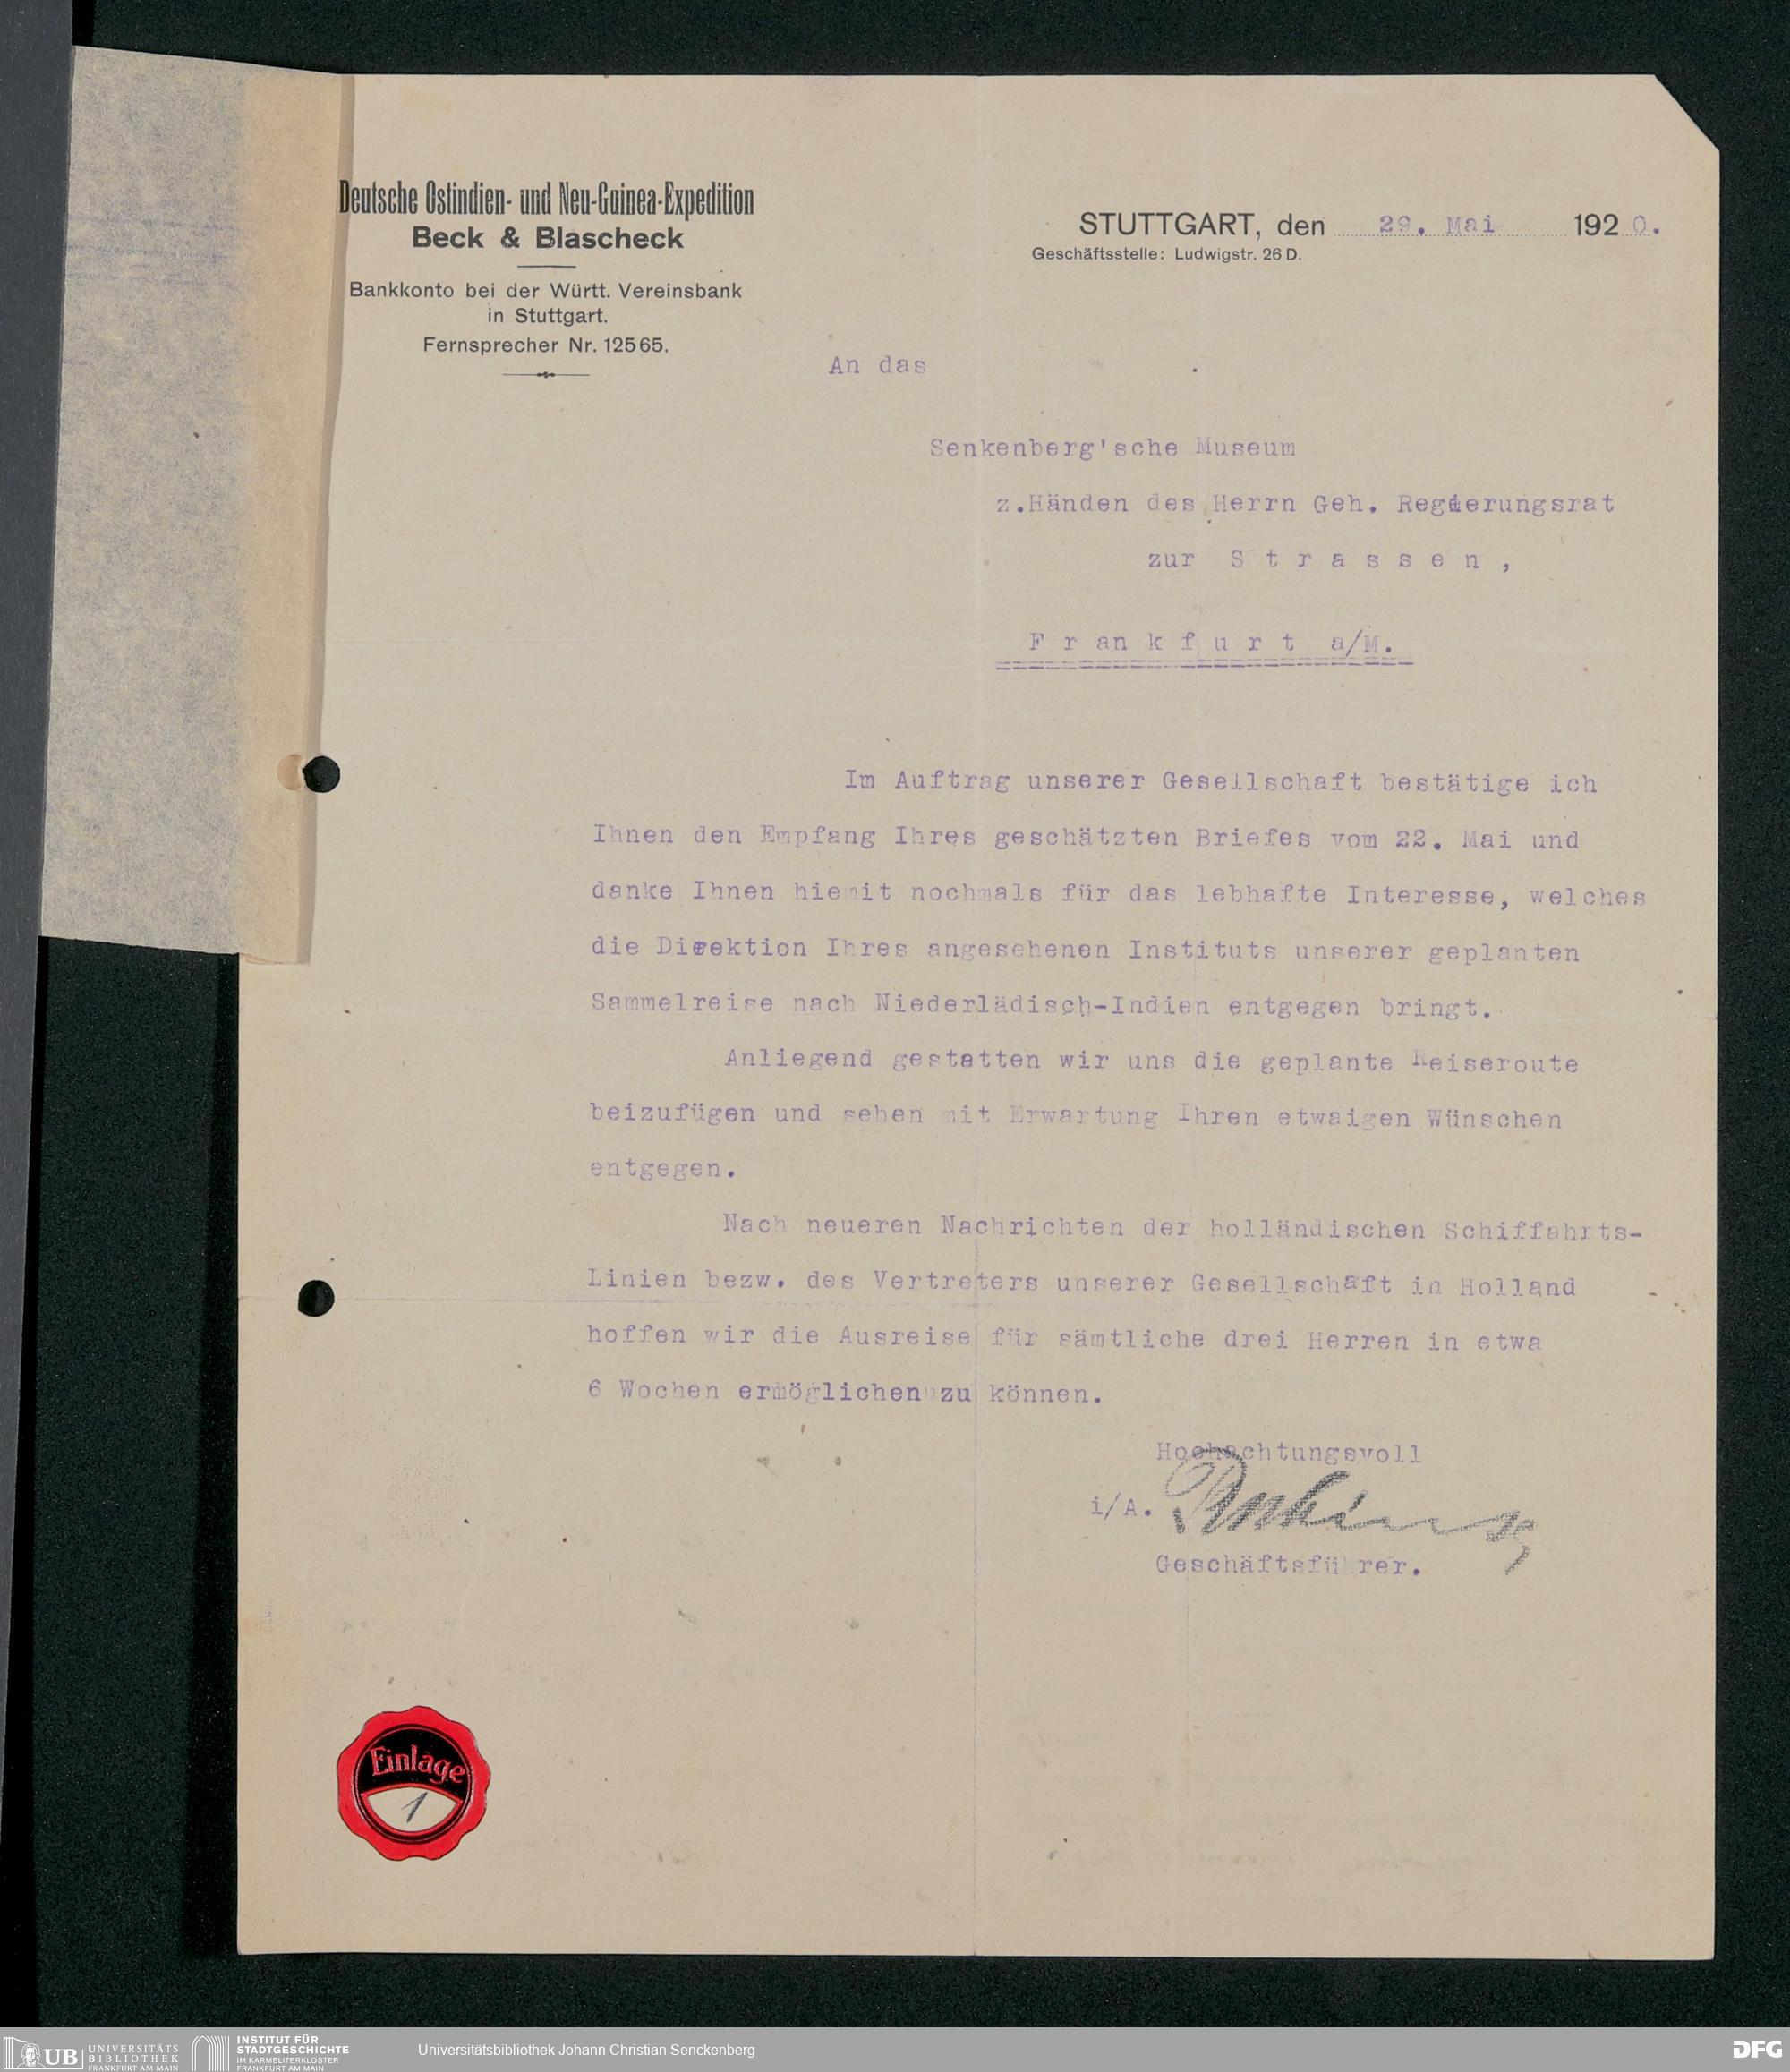 Deutsche Ostindien- und Neu-Guinea-Expedition
Beck & Blascheck
Bankkonto bei der Württ. Vereinsbank
in Stuttgart.
Fernsprecher Nr. 12565.
STUTTGART, den 29. Mai 1920.
Geschäftsstelle: Ludwigstr. 26 D.
An das
Senkenberg'sche Museum
z.Händen des Herrn Geh. Regierungsrat
zur S t r a s s e n ,
F r an k f u r t a/M.
Im Auftrag unserer Gesellschaft bestätige ich
Ihnen den Empfang Ihres geschätzten Briefes vom 22. Mai und
danke Ihnen hiemit nochmals für das lebhafte Interesse, welches
die Direktion Ihres angesehenen Instituts unserer geplanten
Sammelreise nach Niederlädisch-Indien entgegen bringt.
Anliegend gestatten wir uns die geplante Reiseroute
beizufügen und sehen mit Erwartung Ihren etwaigen Wünschen
entgegen.
Nach neueren Nachrichten der holländischen Schiffahrts-
Linien bezw. des Vertreters unserer Gesellschaft in Holland
hoffen wir die Ausreise für sämtliche drei Herren in etwa
6 Wochen ermöglichen zu können.
Hochachtungsvoll
i/A.
Geschäftsführer.
Einlage
1
UB UNIVERSITÄTS
BIBLIOTHEK
FRANKFURT AM MAIN
INSTITUT FÜR
STADTGESCHICHTE
IM KARMELITERKLOSTER
FRANKFURT AM MAIN
Universitätsbibliothek Johann Christian Senckenberg
DFG